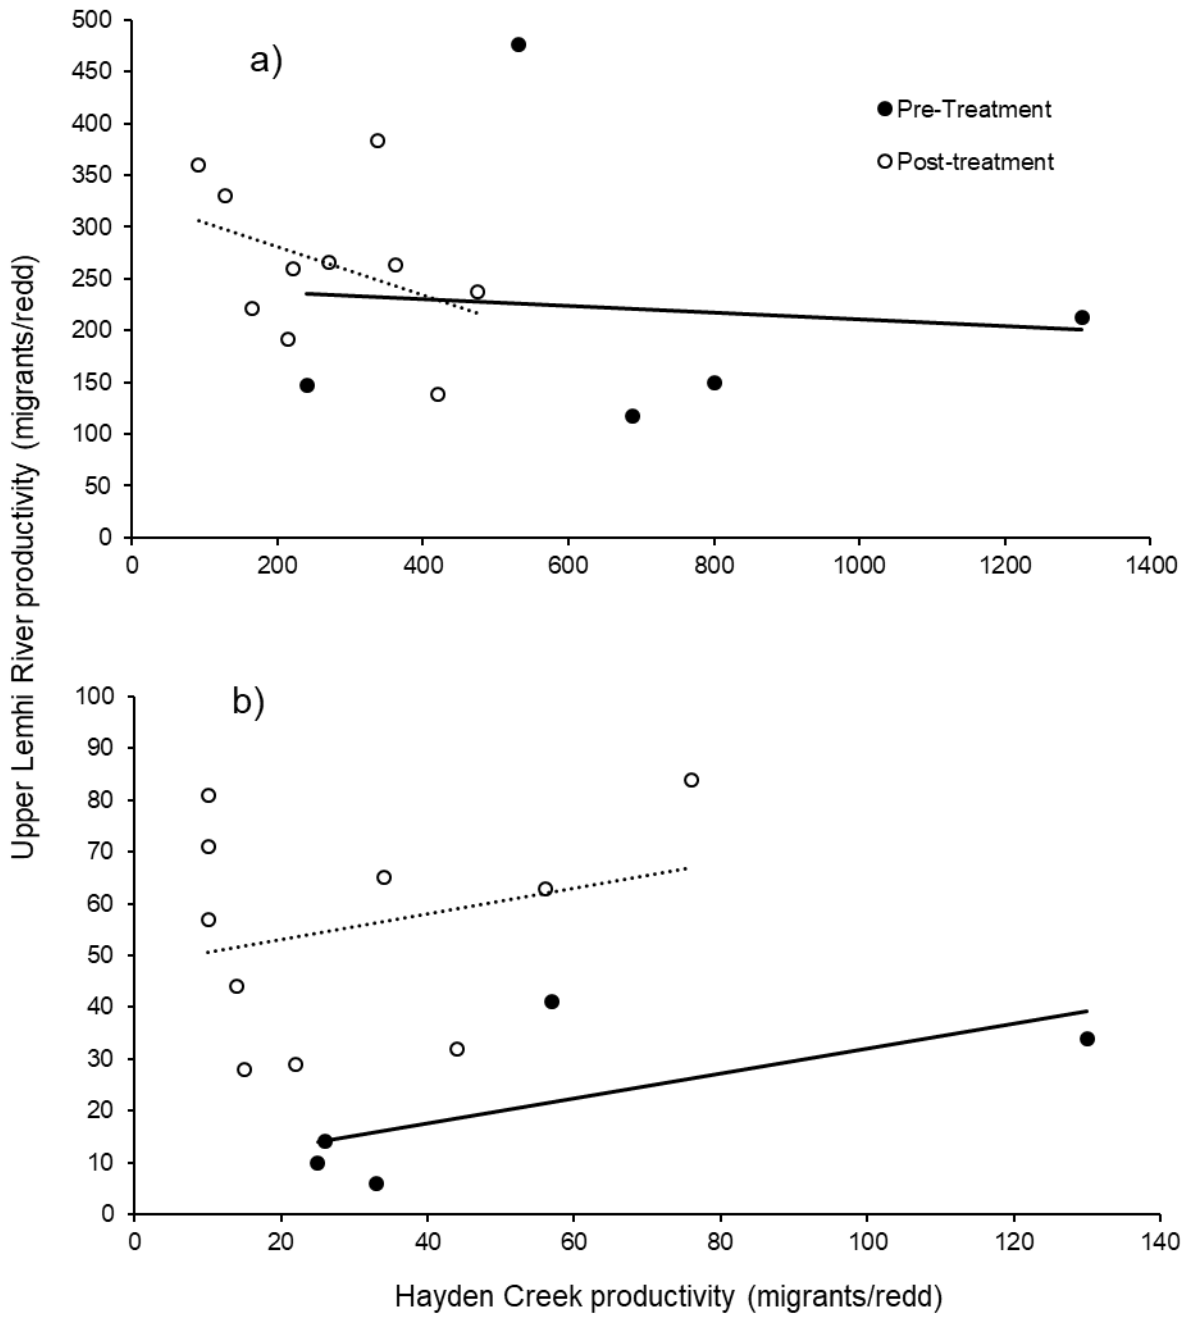 500
a)
450
Pre-Treatment
400
350
Post-treatment
300
250
200
150
100
50
0
0 200 400 600 800 1000 1200 1400
Upper Lemhi River productivity (migrants/redd)
100
b)
90
80
70
60
50
40
30
20
10
0
0 20 40 60 80 100 120 140
Hayden Creek productivity (migrants/redd)